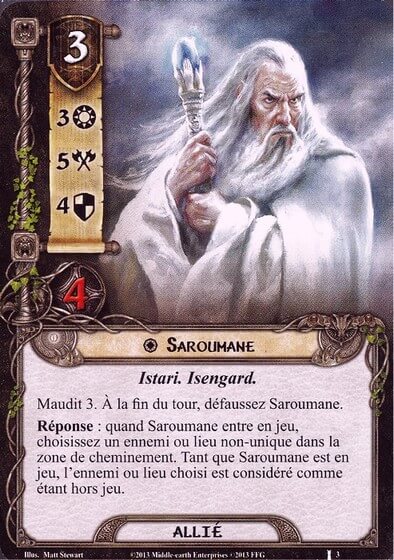 3
3
5
4
4
SAROUMANE
Istari. Isengard.
Maudit 3. À la fin du tour, défaussez Saroumane.
Réponse : quand Saroumane entre en jeu,
choisissez un ennemi ou lieu non-unique dans la
zone de cheminement. Tant que Saroumane est en
jeu, l'ennemi ou lieu choisi est considéré comme
étant hors jeu.
ALLIÉ
Illus. Matt Stewart ©2013 Middle-earth Enterprises ©2013 FFG 3